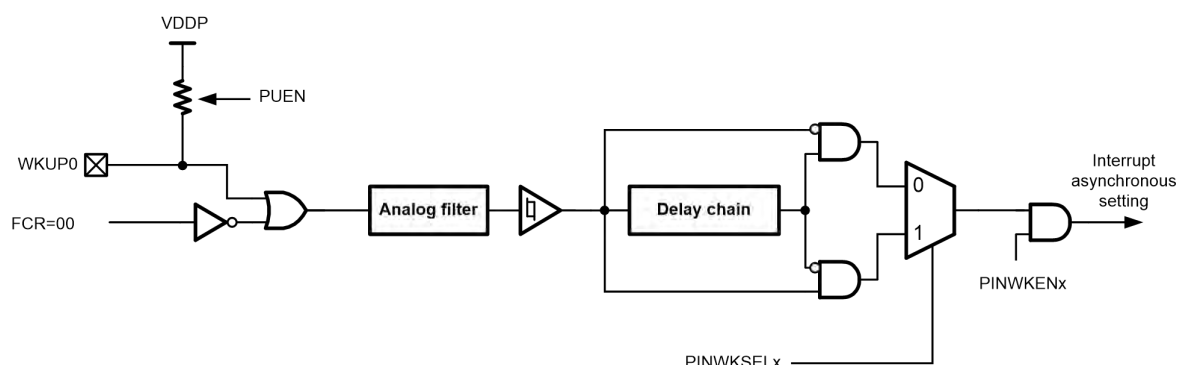 VDDP
PUEN
WKUP0
FCR=00
Analog filter
Delay chain
0
1
Interrupt
asynchronous
setting
PINWKENx
PINWKSELx